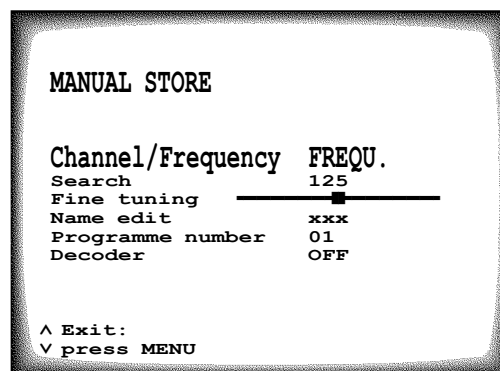 MANUAL STORE
Channel/Frequency FREQU.
Search 125
Fine tuning
Name edit xxx
Programme number 01
Decoder OFF
^ Exit:
v press MENU